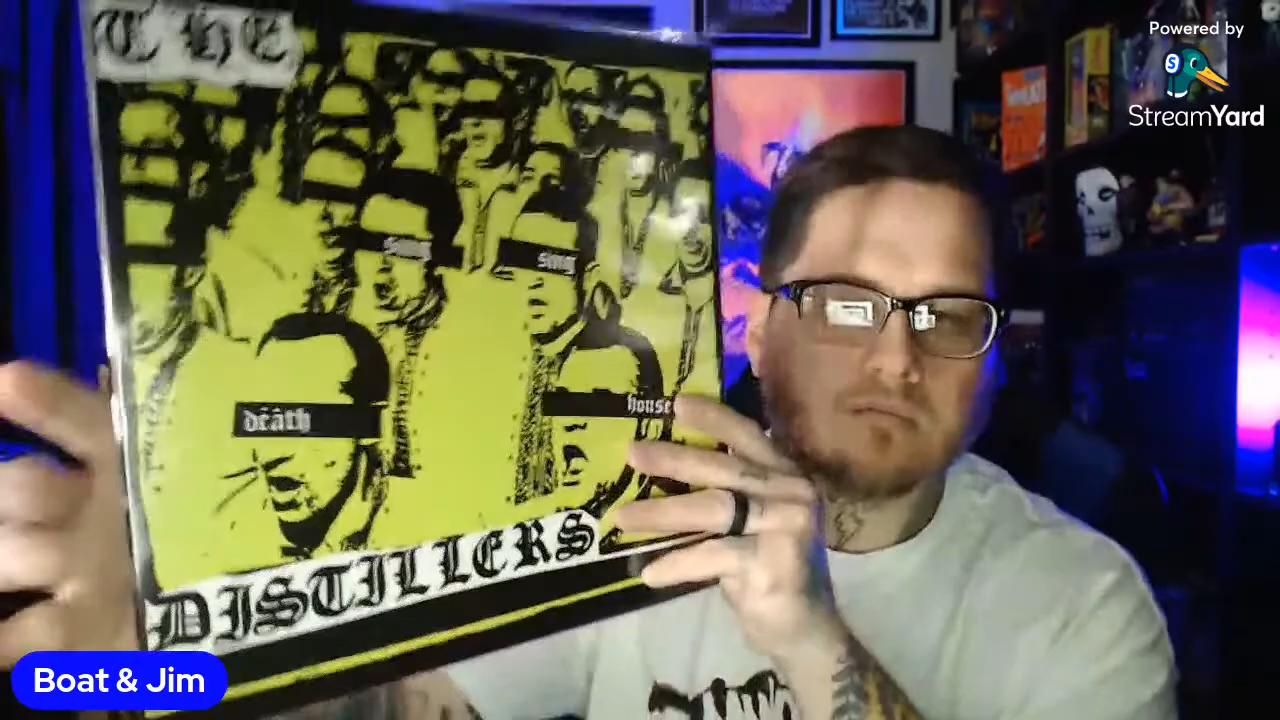 Powered by
StreamYard
THE
sing
sing
death
house
DISTILLERS
Boat & Jim